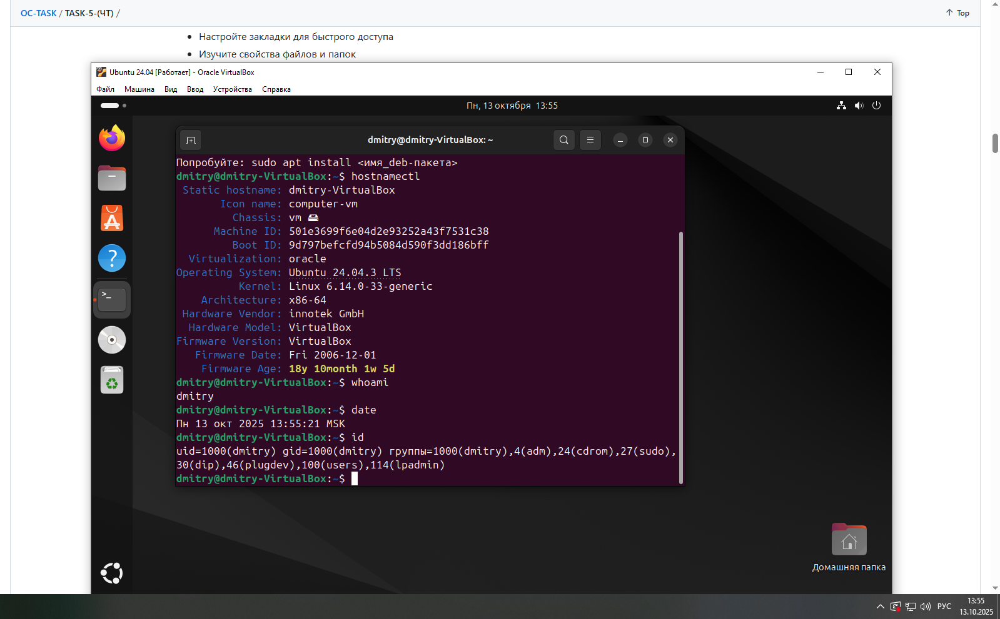 OC-TASK / TASK-5-(ЧТ) /
Top
Настройте закладки для быстрого доступа
Изучите свойства файлов и папок
Ubuntu 24.04 [Работает] - Oracle VirtualBox
Файл Машина Вид Ввод Устройства Справка
Пн, 13 октября 13:55
dmitry@dmitry-VirtualBox: ~
Попробуйте: sudo apt install <имя_deb-пакета>
dmitry@dmitry-VirtualBox:~$ hostnamectl
Static hostname: dmitry-VirtualBox
Icon name: computer-vm
Chassis: vm 🖴
Machine ID: 501e3699f6e04d2e93252a43f7531c38
Boot ID: 9d797befcfd94b5084d590f3dd186bff
Virtualization: oracle
Operating System: Ubuntu 24.04.3 LTS
Kernel: Linux 6.14.0-33-generic
Architecture: x86-64
Hardware Vendor: innotek GmbH
Hardware Model: VirtualBox
Firmware Version: VirtualBox
Firmware Date: Fri 2006-12-01
Firmware Age: 18y 10month 1w 5d
dmitry@dmitry-VirtualBox:~$ whoami
dmitry
dmitry@dmitry-VirtualBox:~$ date
Пн 13 окт 2025 13:55:21 MSK
dmitry@dmitry-VirtualBox:~$ id
uid=1000(dmitry) gid=1000(dmitry) группы=1000(dmitry),4(adm),24(cdrom),27(sudo),
30(dip),46(plugdev),100(users),114(lpadmin)
dmitry@dmitry-VirtualBox:~$
Домашняя папка
РУС
13:55
13.10.2025